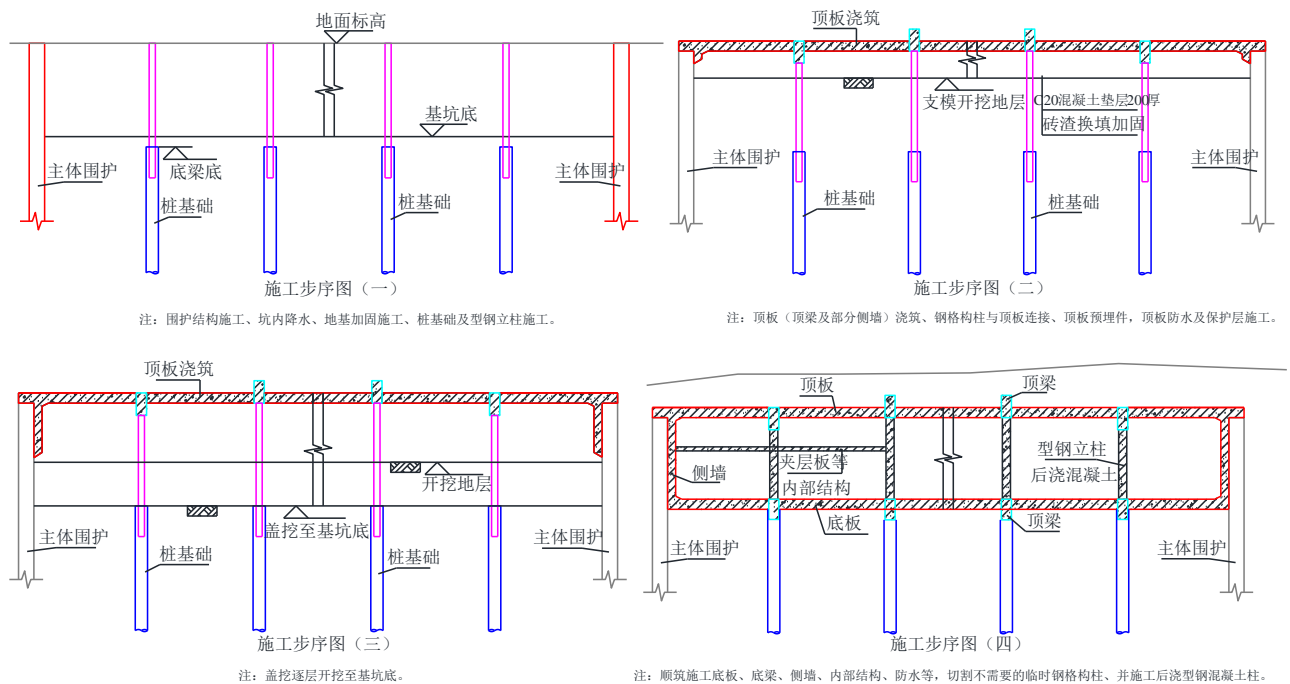 地面标高
基坑底
主体围护
底梁底
主体围护
桩基础
桩基础
施工步序图（一）
注：围护结构施工、坑内降水、地基加固施工、桩基础及型钢立柱施工。
顶板浇筑
支模开挖地层
C20混凝土垫层200厚
砖渣换填加固
主体围护
主体围护
桩基础
桩基础
施工步序图（二）
注：顶板（顶梁及部分侧墙）浇筑、钢格构柱与顶板连接、顶板预埋件，顶板防水及保护层施工。
顶板浇筑
开挖地层
盖挖至基坑底
主体围护
主体围护
桩基础
桩基础
施工步序图（三）
注：盖挖逐层开挖至基坑底。
顶板
顶梁
侧墙
夹层板等
内部结构
型钢立柱
后浇混凝土
底板
顶梁
主体围护
主体围护
施工步序图（四）
注：顺筑施工底板、底梁、侧墙、内部结构、防水等，切割不需要的临时钢格构柱、并施工后浇型钢混凝土柱。